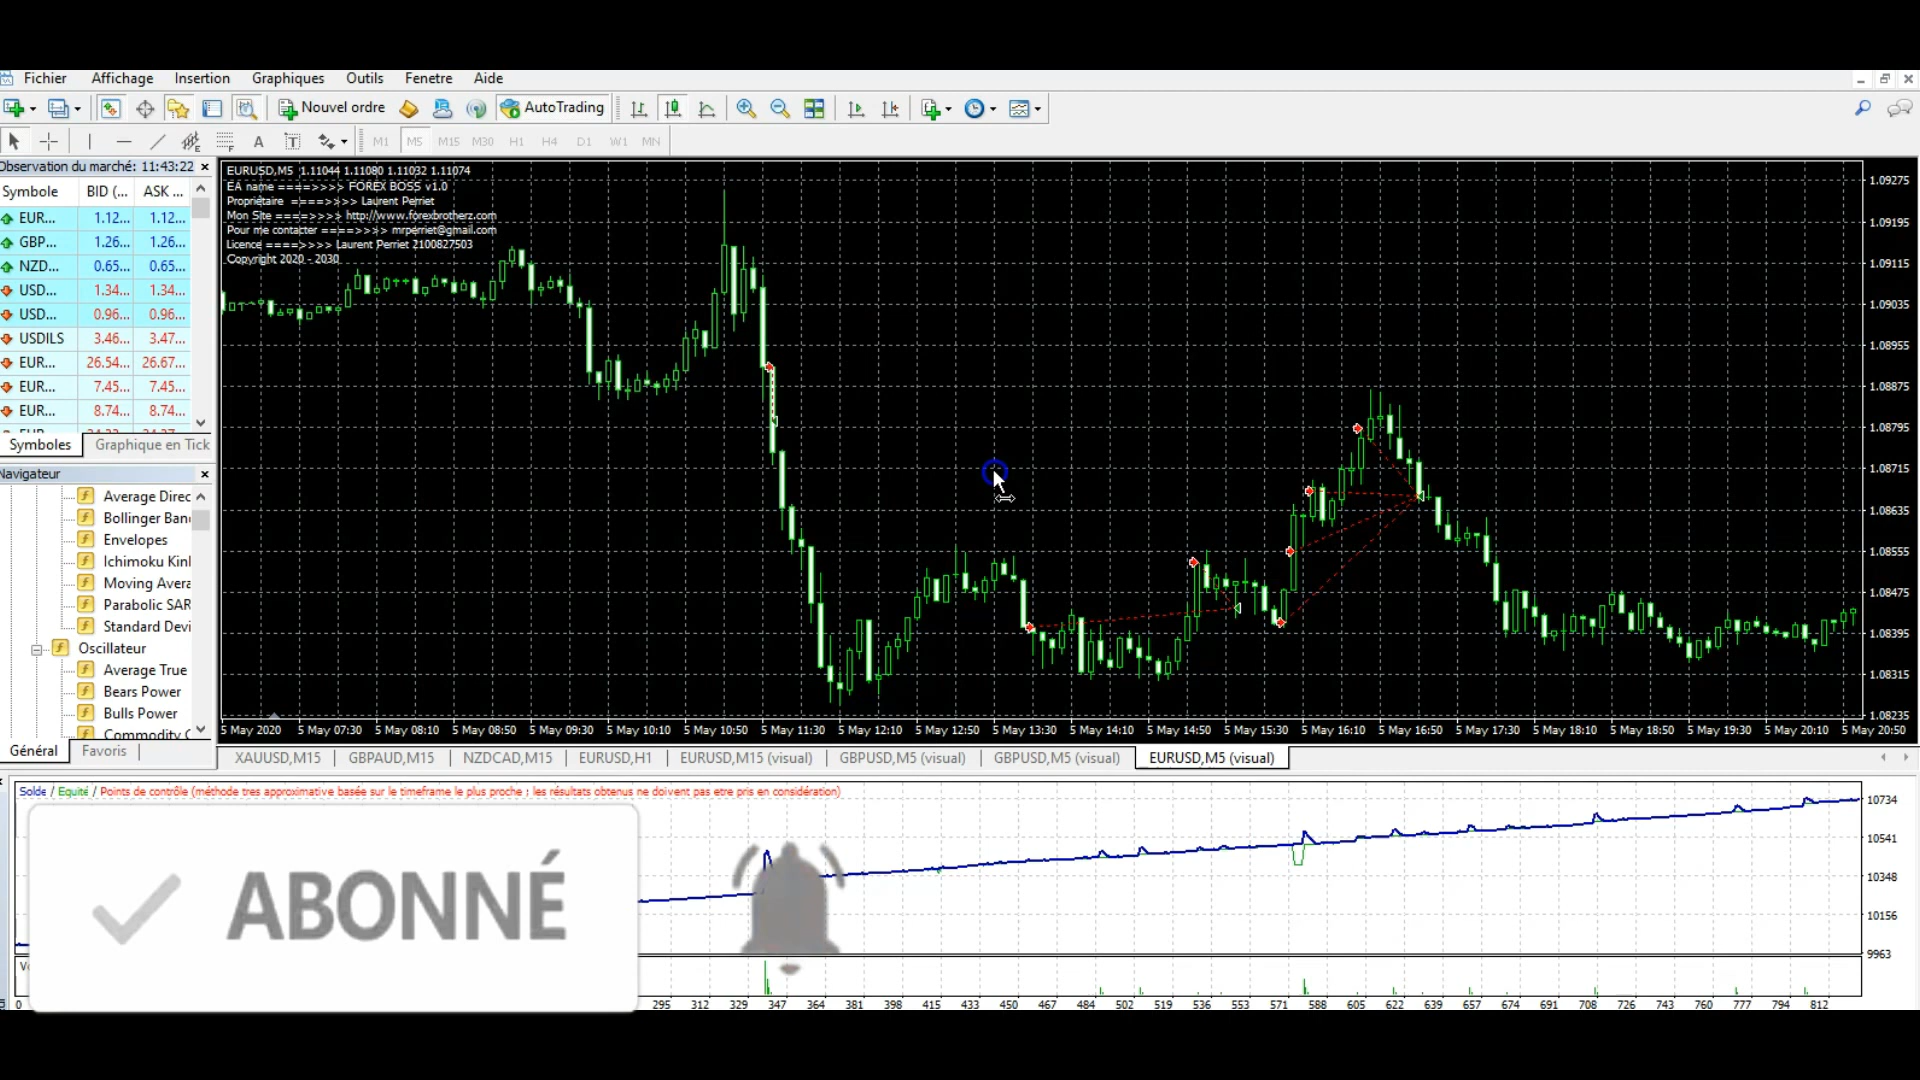 Fichier Affichage Insertion Graphiques Outils Fenetre Aide
Nouvel ordre AutoTrading
A T M1 M5 M15 M30 H1 H4 D1 W1 MN
Observation du marché: 11:43:22
Symbole BID (... ASK ...
EUR... 1.12... 1.12...
GBP... 1.26... 1.26...
NZD... 0.65... 0.65...
USD... 1.34... 1.34...
USD... 0.96... 0.96...
USDILS 3.46... 3.47...
EUR... 26.54... 26.67...
EUR... 7.45... 7.45...
EUR... 8.74... 8.74...
Symboles Graphique en Tick
Navigateur
Average Direc
Bollinger Ban
Envelopes
Ichimoku Kin
Moving Avera
Parabolic SAR
Standard Devi
Oscillateur
Average True
Bears Power
Bulls Power
Commodity C
Général Favoris
EURUSD,M5 1.11044 1.11080 1.11032 1.11074
EA name ====>>>> FOREX BOSS v1.0
Propriétaire ====>>>> Laurent Perriet
Mon Site ====>>>> http://www.forexbrotherz.com
Pour me contacter ====>>>> mrperriet@gmail.com
Licence ====>>>> Laurent Perriet 2100827503
Copyright 2020 - 2030
1.09275
1.09195
1.09115
1.09035
1.08955
1.08875
1.08795
1.08715
1.08635
1.08555
1.08475
1.08395
1.08315
1.08235
5 May 2020 5 May 07:30 5 May 08:10 5 May 08:50 5 May 09:30 5 May 10:10 5 May 10:50 5 May 11:30 5 May 12:10 5 May 12:50 5 May 13:30 5 May 14:10 5 May 14:50 5 May 15:30 5 May 16:10 5 May 16:50 5 May 17:30 5 May 18:10 5 May 18:50 5 May 19:30 5 May 20:10 5 May 20:50
XAUUSD,M15 GBPAUD,M15 NZDCAD,M15 EURUSD,H1 EURUSD,M15 (visual) GBPUSD,M5 (visual) GBPUSD,M5 (visual) EURUSD,M5 (visual)
Solde / Equité / Points de contrôle (méthode tres approximative basée sur le timeframe le plus proche ; les résultats obtenus ne doivent pas etre pris en considération)
10734
10541
10348
10156
9963
ABONNÉ
0 295 312 329 347 364 381 398 415 433 450 467 484 502 519 536 553 571 588 605 622 639 657 674 691 708 726 743 760 777 794 812